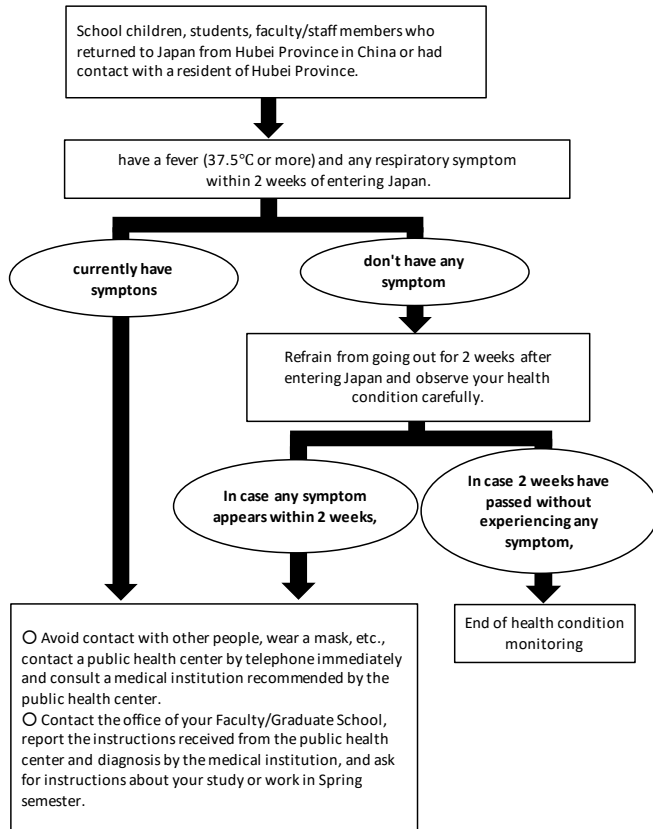 School children, students, faculty/staff members who
returned to Japan from Hubei Province in China or had
contact with a resident of Hubei Province.
have a fever (37.5℃ or more) and any respiratory symptom
within 2 weeks of entering Japan.
currently have
symptons
don't have any
symptom
Refrain from going out for 2 weeks after
entering Japan and observe your health
condition carefully.
In case any symptom
appears within 2 weeks,
In case 2 weeks have
passed without
experiencing any
symptom,
○ Avoid contact with other people, wear a mask, etc.,
contact a public health center by telephone immediately
and consult a medical institution recommended by the
public health center.
○ Contact the office of your Faculty/Graduate School,
report the instructions received from the public health
center and diagnosis by the medical institution, and ask
for instructions about your study or work in Spring
semester.
End of health condition
monitoring